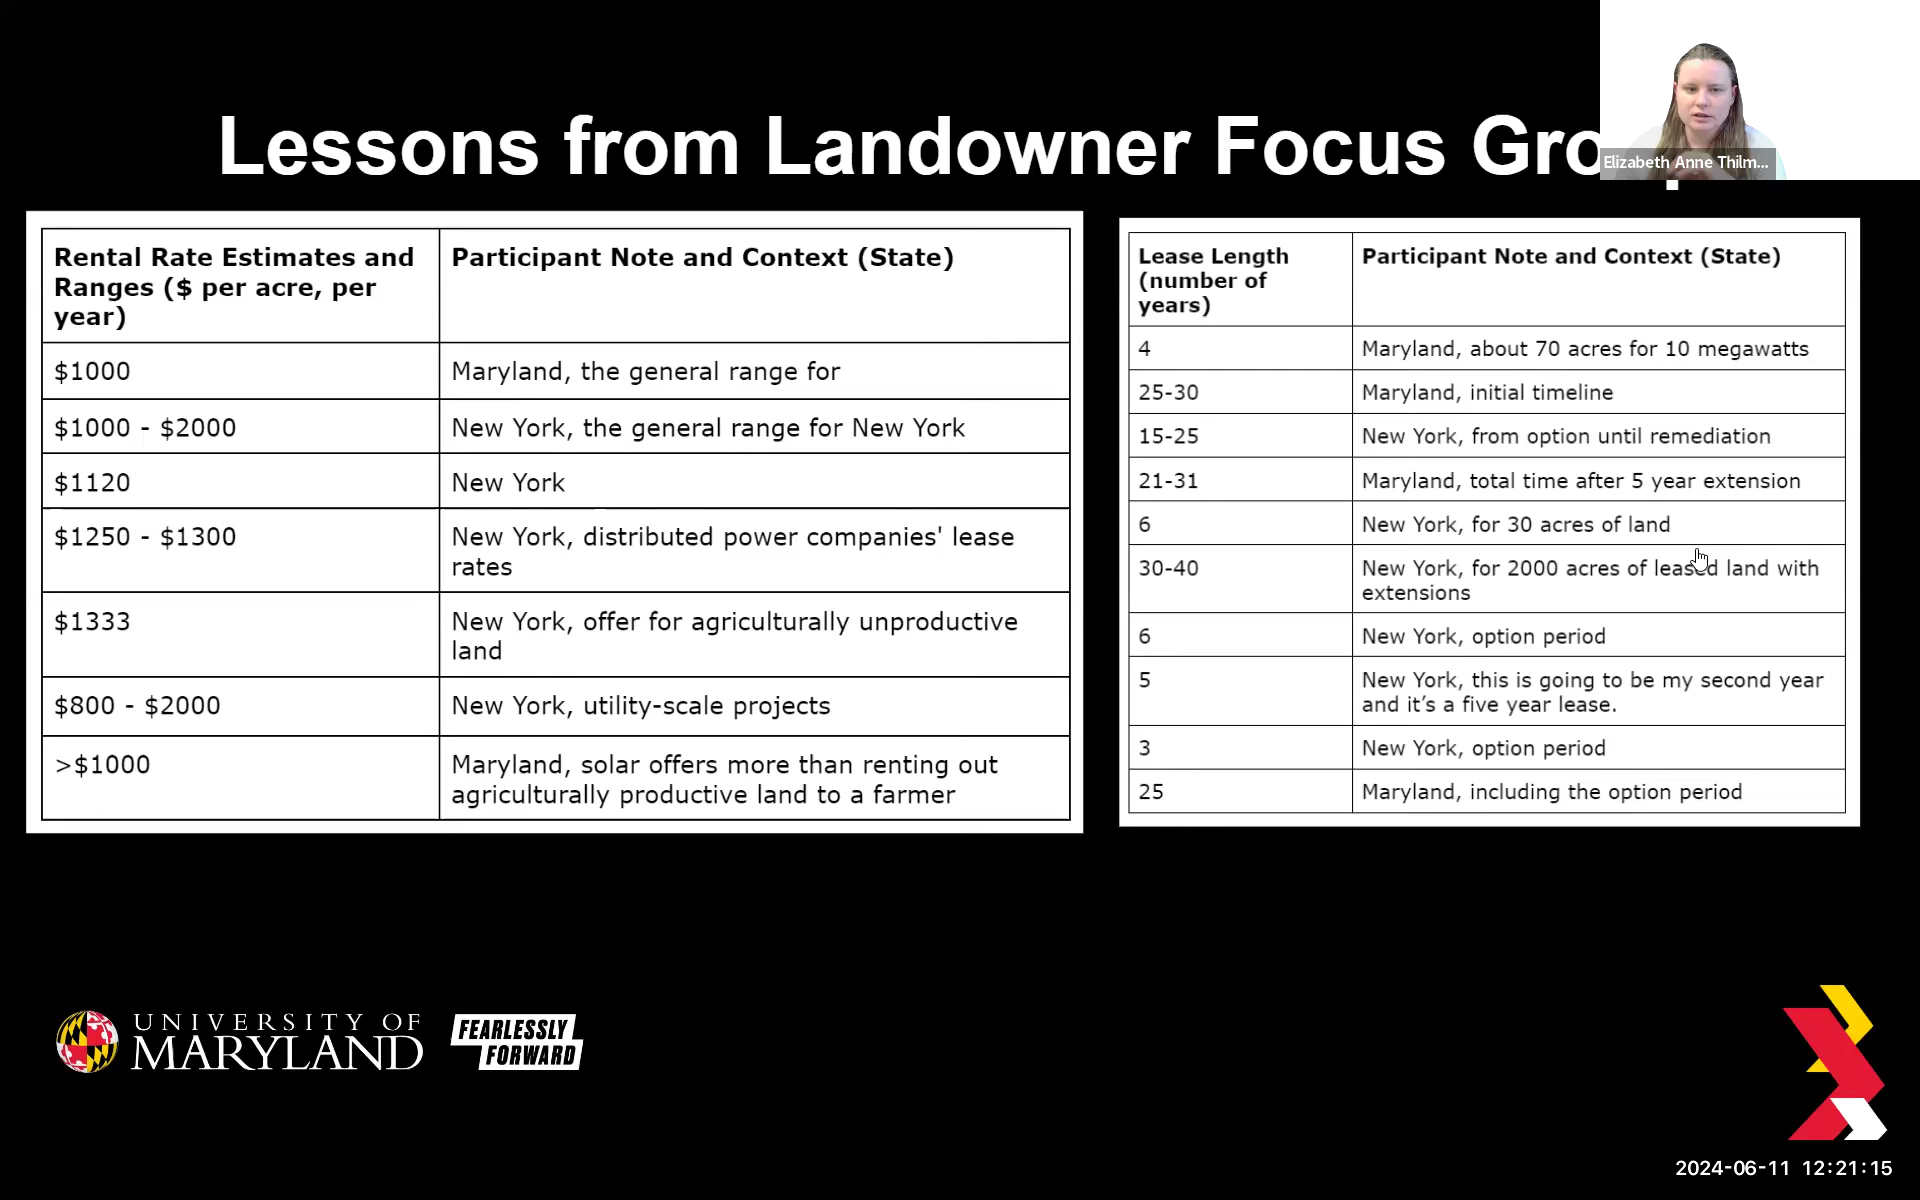 Lessons from Landowner Focus
Elizabeth Anne Thilm...
Rental Rate Estimates and
Ranges ($ per acre, per
year)
Participant Note and Context (State)
$1000
Maryland, the general range for
$1000 - $2000
New York, the general range for New York
$1120
New York
$1250 - $1300
New York, distributed power companies' lease
rates
$1333
New York, offer for agriculturally unproductive
land
$800 - $2000
New York, utility-scale projects
>$1000
Maryland, solar offers more than renting out
agriculturally productive land to a farmer
Lease Length
(number of
years)
Participant Note and Context (State)
4
Maryland, about 70 acres for 10 megawatts
25-30
Maryland, initial timeline
15-25
New York, from option until remediation
21-31
Maryland, total time after 5 year extension
6
New York, for 30 acres of land
30-40
New York, for 2000 acres of leased land with
extensions
6
New York, option period
5
New York, this is going to be my second year
and it’s a five year lease.
3
New York, option period
25
Maryland, including the option period
UNIVERSITY OF
MARYLAND
FEARLESSLY
FORWARD
2024-06-11 12:21:15